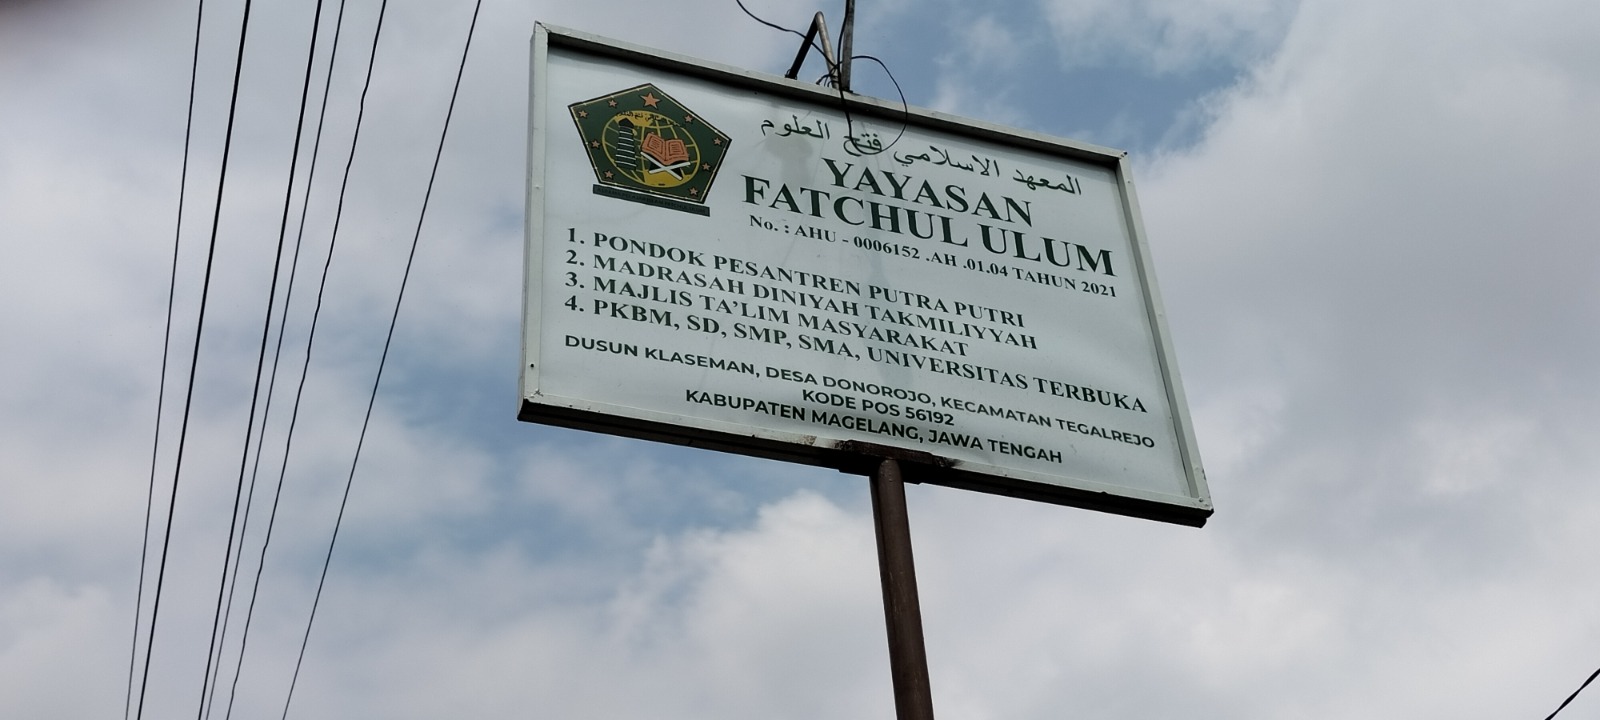 المعهد الاسلامي فتح العلوم
YAYASAN
FATCHUL ULUM
No. : AHU - 0006152 .AH .01.04 TAHUN 2021
1. PONDOK PESANTREN PUTRA PUTRI
2. MADRASAH DINIYAH TAKMILIYYAH
3. MAJLIS TA'LIM MASYARAKAT
4. PKBM, SD, SMP, SMA, UNIVERSITAS TERBUKA
DUSUN KLASEMAN, DESA DONOROJO, KECAMATAN TEGALREJO
KODE POS 56192
KABUPATEN MAGELANG, JAWA TENGAH